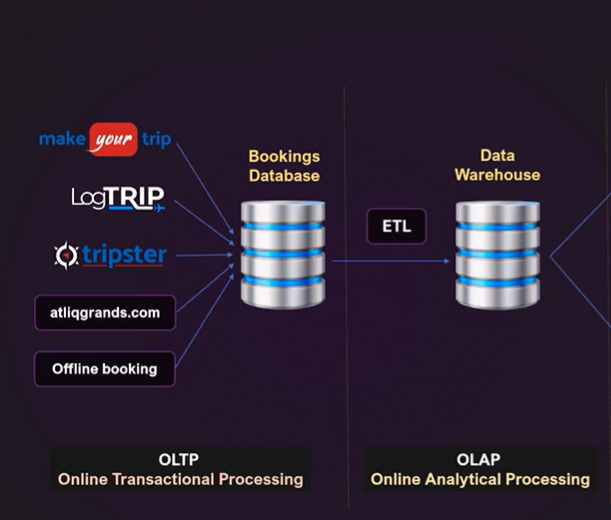 make your trip
LogTRIP
tripster
atliqgrands.com
Offline booking
Bookings
Database
ETL
Data
Warehouse
OLTP
Online Transactional Processing
OLAP
Online Analytical Processing